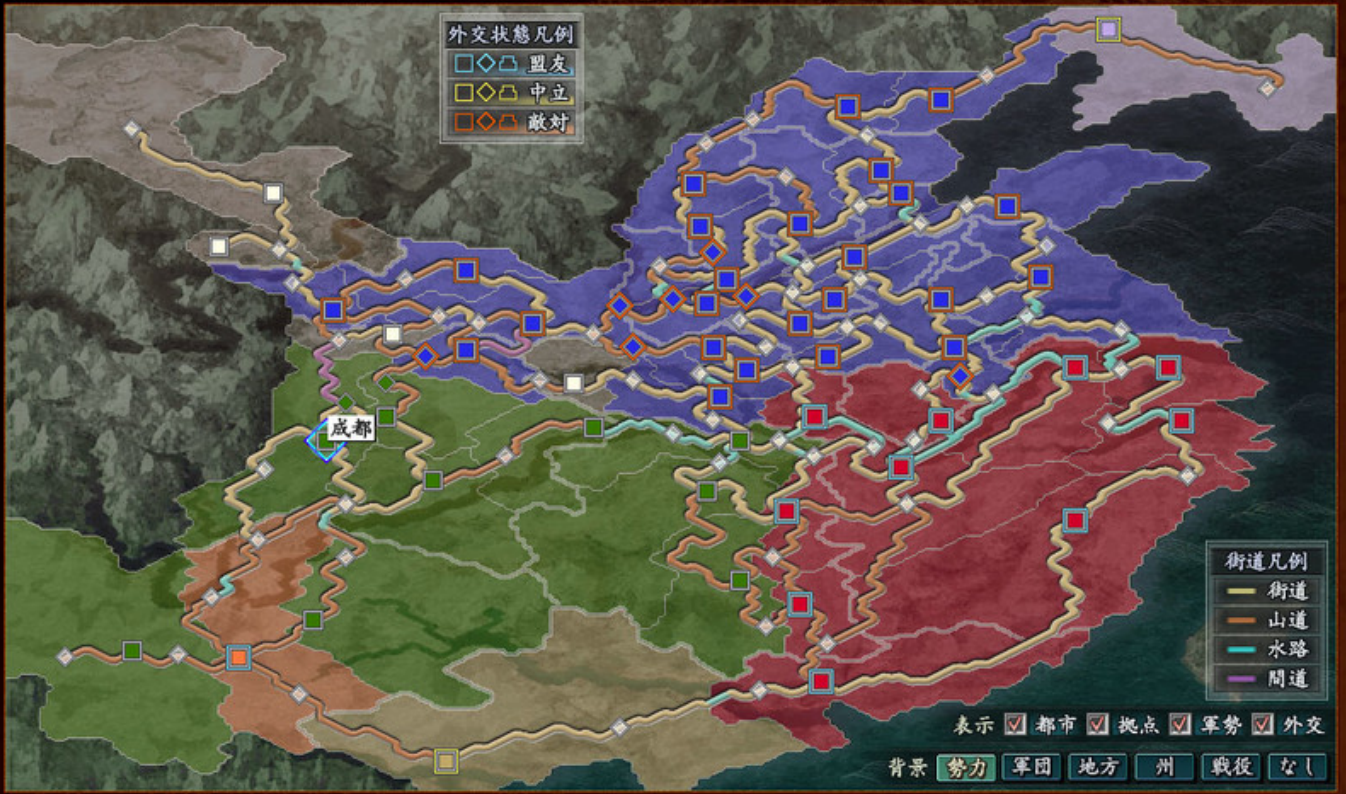 外交状態凡例
盟友
中立
敵対
成都
街道凡例
街道
山道
水路
間道
表示 都市 拠点 軍勢 外交
背景 勢力 軍団 地方 州 戦役 なし